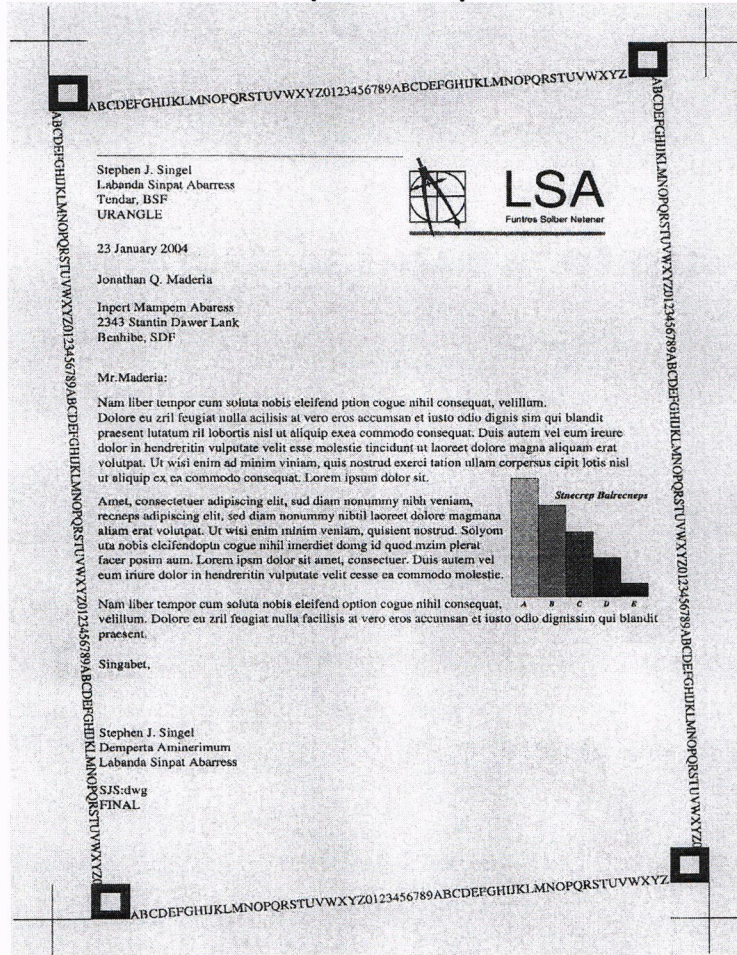 ABCDEFGHIJKLMNOPQRSTUVWXYZ0123456789ABCDEFGHIJKLMNOPQRSTUVWXYZ
ABCDEFGHIJKLMNOPQRSTUVWXYZ0123456789ABCDEFGHIJKLMNOPQRSTUVWXYZ0123456789ABCDEFGHIJKLMNOPQRSTUVWXYZ
Stephen J. Singel
Labanda Sinpat Abarress
Tendar, BSF
URANGLE
LSA
Funtres Solber Netener
23 January 2004
Jonathan Q. Maderia
Inpert Mampem Abaress
2343 Stantin Dawer Lank
Benhibe, SDF
Mr.Maderia:
Nam liber tempor cum soluta nobis eleifend ption cogue nihil consequat, velillum.
Dolore eu zril feugiat nulla acilisis at vero eros accumsan et iusto odio dignis sim qui blandit
praesent lutatum ril lobortis nisl ut aliquip exea commodo consequat. Duis autem vel eum ireure
dolor in hendreritin vulputate velit esse molestie tincidunt ut laoreet dolore magna aliquam erat
volutpat. Ut wisi enim ad minim viniam, quis nostrud exerci tation ullam corpersus cipit lotis nisl
ut aliquip ex ea commodo consequat. Lorem ipsum dolor sit.
Amet, consectetuer adipiscing elit, sud diam nonummy nibh veniam,
recneps adipiscing elit, sed diam nonummy nibtil laoreet dolore magmana
aliam erat volutpat. Ut wisi enim minim veniam, quisient nostrud. Solyom
uta nobis eleifendoptn cogue nihil imerdiet domg id quod mzim plerat
facer posim aum. Lorem ipsm dolor sit amet, consectuer. Duis autem vel
eum iriure dolor in hendreritin vulputate velit cesse ea commodo molestie.
Stnecrep Balrecneps
A B C D E
Nam liber tempor cum soluta nobis eleifend option cogue nihil consequat,
velillum. Dolore eu zril feugiat nulla facilisis at vero eros accumsan et iusto odio dignissim qui blandit
praesent.
Singabet,
Stephen J. Singel
Demperta Aminerimum
Labanda Sinpat Abarress
SJS:dwg
FINAL
ABCDEFGHIJKLMNOPQRSTUVWXYZ0123456789ABCDEFGHIJKLMNOPQRSTUVWXYZ0123456789ABCDEFGHIJKLMNOPQRSTUVWXYZ0
ABCDEFGHIJKLMNOPQRSTUVWXYZ0123456789ABCDEFGHIJKLMNOPQRSTUVWXYZ